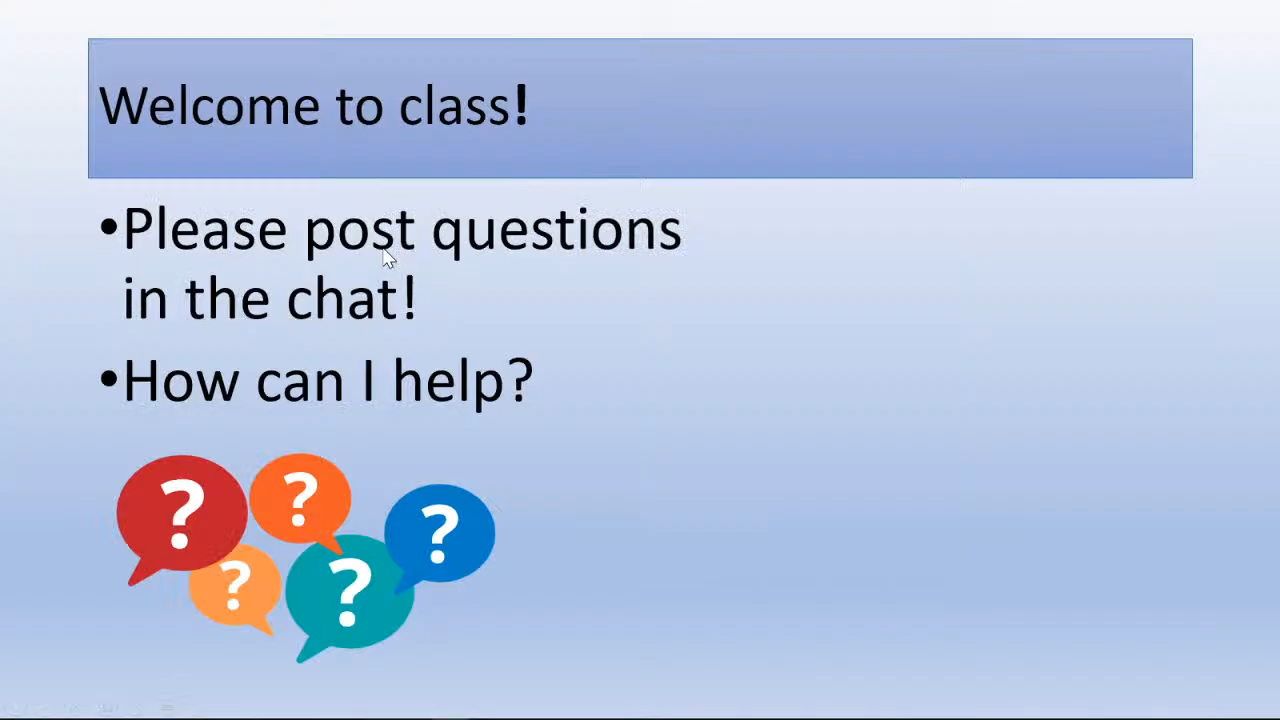 Welcome to class!
•Please post questions
in the chat!
•How can I help?
? ? ?
? ?